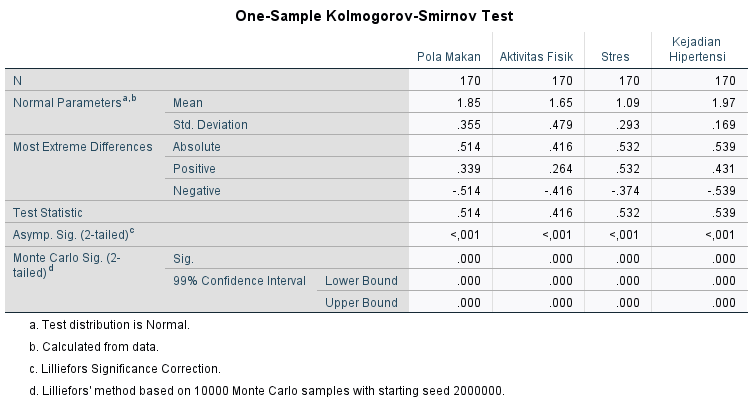 One-Sample Kolmogorov-Smirnov Test
Pola Makan Aktivitas Fisik Stres Kejadian Hipertensi
N 170 170 170 170
Normal Parametersa,b Mean 1.85 1.65 1.09 1.97
Std. Deviation .355 .479 .293 .169
Most Extreme Differences Absolute .514 .416 .532 .539
Positive .339 .264 .532 .431
Negative -.514 -.416 -.374 -.539
Test Statistic .514 .416 .532 .539
Asymp. Sig. (2-tailed)c <,001 <,001 <,001 <,001
Monte Carlo Sig. (2-tailed)d Sig. .000 .000 .000 .000
99% Confidence Interval Lower Bound .000 .000 .000 .000
Upper Bound .000 .000 .000 .000
a. Test distribution is Normal.
b. Calculated from data.
c. Lilliefors Significance Correction.
d. Lilliefors' method based on 10000 Monte Carlo samples with starting seed 2000000.